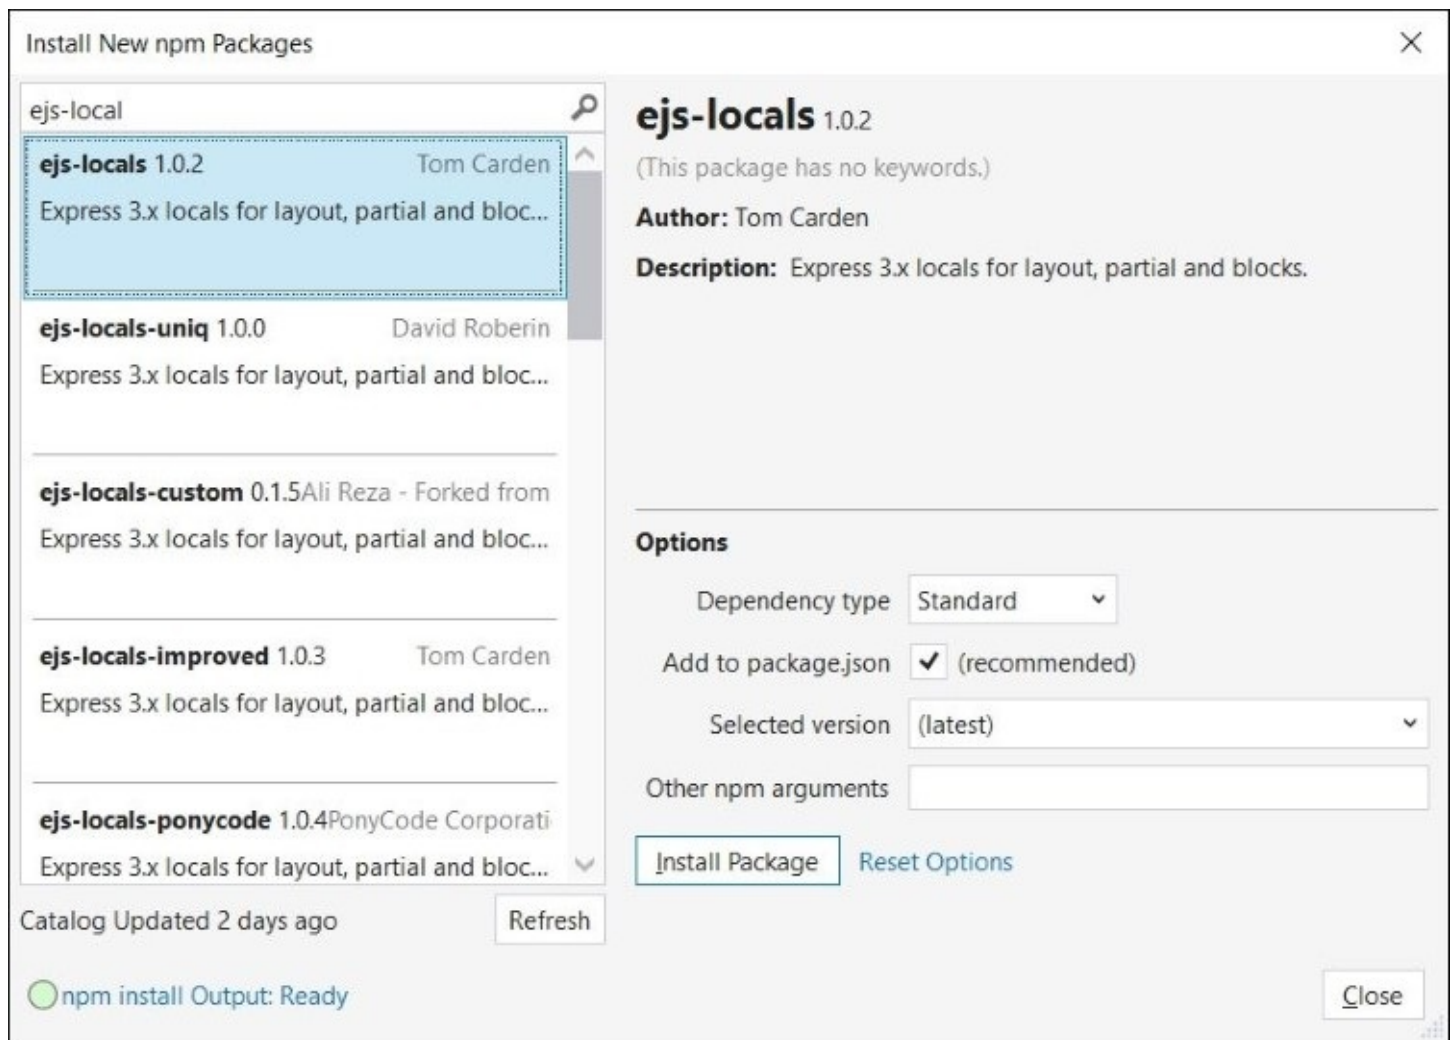 Install New npm Packages
ejs-local
ejs-locals 1.0.2 Tom Carden
Express 3.x locals for layout, partial and bloc...
ejs-locals-uniq 1.0.0 David Roberin
Express 3.x locals for layout, partial and bloc...
ejs-locals-custom 0.1.5Ali Reza - Forked from
Express 3.x locals for layout, partial and bloc...
ejs-locals-improved 1.0.3 Tom Carden
Express 3.x locals for layout, partial and bloc...
ejs-locals-ponycode 1.0.4PonyCode Corporati
Express 3.x locals for layout, partial and bloc...
Catalog Updated 2 days ago
Refresh
npm install Output: Ready
ejs-locals 1.0.2
(This package has no keywords.)
Author: Tom Carden
Description: Express 3.x locals for layout, partial and blocks.
Options
Dependency type Standard
Add to package.json (recommended)
Selected version (latest)
Other npm arguments
Install Package Reset Options
Close